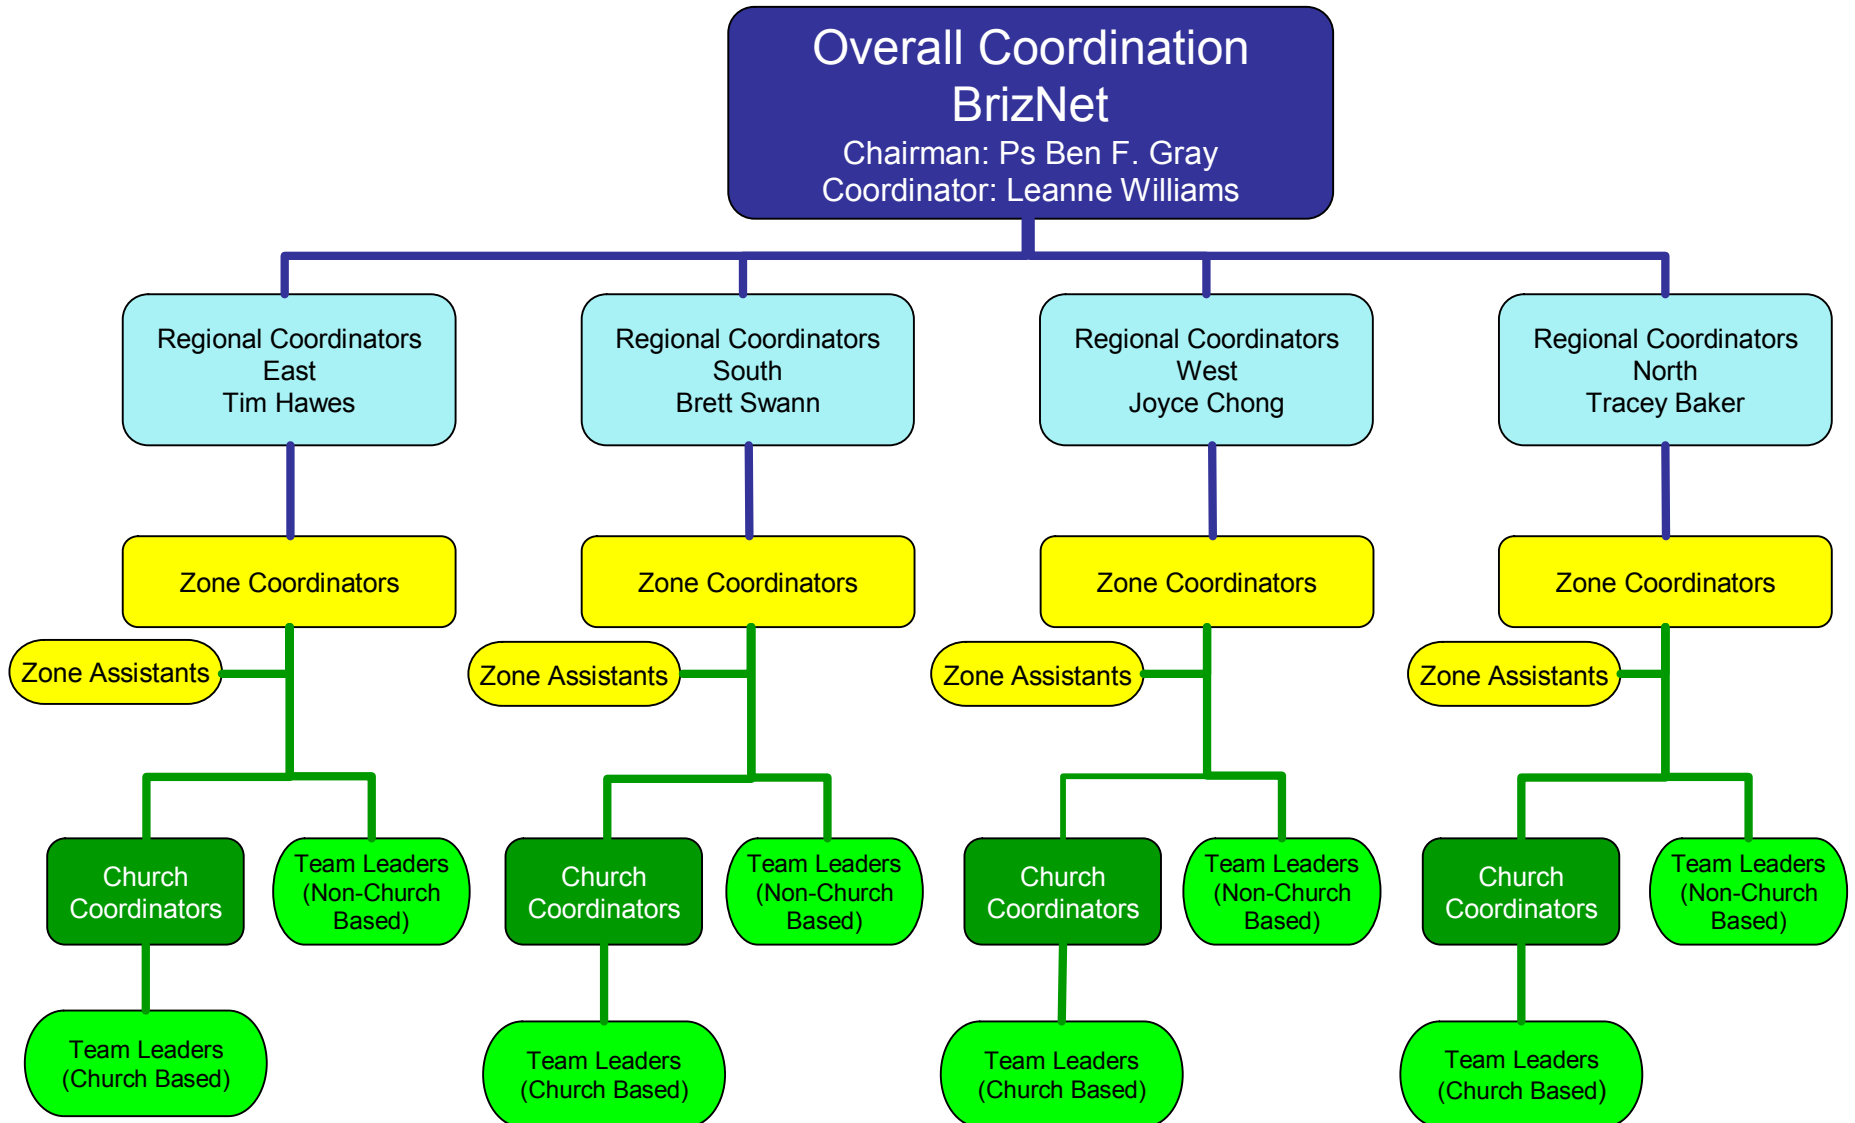 Overall Coordination
BrizNet
Chairman: Ps Ben F. Gray
Coordinator: Leanne Williams
Regional Coordinators
East
Tim Hawes
Regional Coordinators
South
Brett Swann
Regional Coordinators
West
Joyce Chong
Regional Coordinators
North
Tracey Baker
Zone Coordinators
Zone Coordinators
Zone Coordinators
Zone Coordinators
Zone Assistants
Zone Assistants
Zone Assistants
Zone Assistants
Church
Coordinators
Team Leaders
(Non-Church
Based)
Church
Coordinators
Team Leaders
(Non-Church
Based)
Church
Coordinators
Team Leaders
(Non-Church
Based)
Church
Coordinators
Team Leaders
(Non-Church
Based)
Team Leaders
(Church Based)
Team Leaders
(Church Based)
Team Leaders
(Church Based)
Team Leaders
(Church Based)